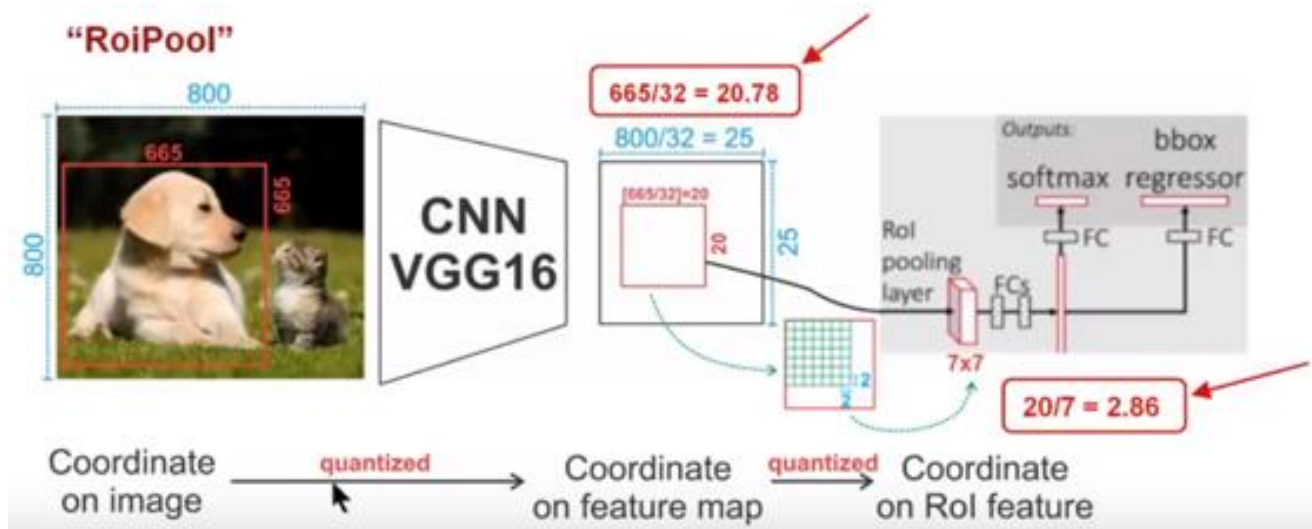 “RoiPool”
800
800
665
665
CNN
VGG16
665/32 = 20.78
800/32 = 25
25
[665/32]=20
20
2
2
Outputs:
softmax
bbox
regressor
FC
FC
RoI
pooling
layer
FCs
7x7
20/7 = 2.86
Coordinate
on image
quantized
Coordinate
on feature map
quantized
Coordinate
on RoI feature